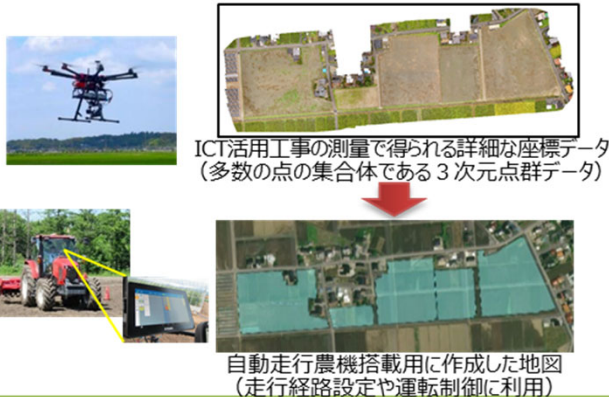 ICT活用工事の測量で得られる詳細な座標データ
（多数の点の集合体である３次元点群データ）
自動走行農機搭載用に作成した地図
（走行経路設定や運転制御に利用）